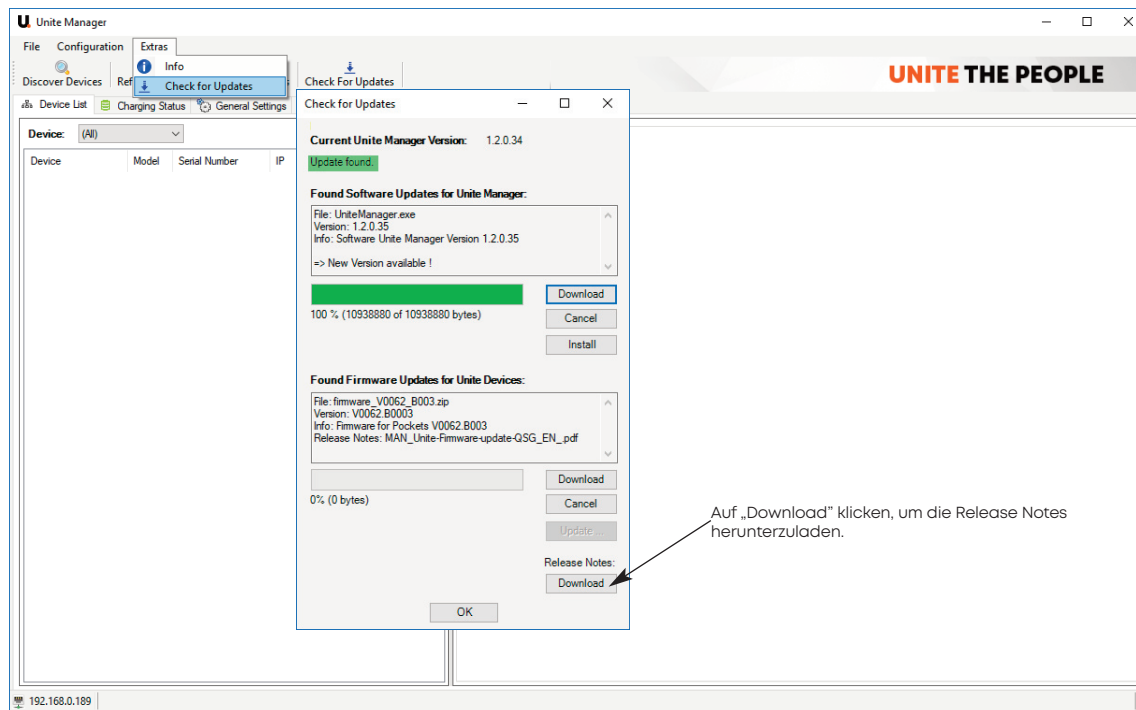 U. Unite Manager
File Configuration Extras
Info
Check for Updates
Discover Devices Ref Check For Updates
UNITE THE PEOPLE
Device List Charging Status General Settings
Device: (All)
Device Model Serial Number IP
Check for Updates
Current Unite Manager Version: 1.2.0.34
Update found.
Found Software Updates for Unite Manager:
File: UniteManager.exe
Version: 1.2.0.35
Info: Software Unite Manager Version 1.2.0.35
=> New Version available !
Download
100 % (10938880 of 10938880 bytes)
Cancel
Install
Found Firmware Updates for Unite Devices:
File: firmware_V0062_B003.zip
Version: V0062.B0003
Info: Firmware for Pockets V0062.B003
Release Notes: MAN_Unite-Firmware-update-QSG_EN_.pdf
Download
0% (0 bytes)
Cancel
Update ...
Release Notes:
Download
OK
Auf „Download” klicken, um die Release Notes
herunterzuladen.
192.168.0.189